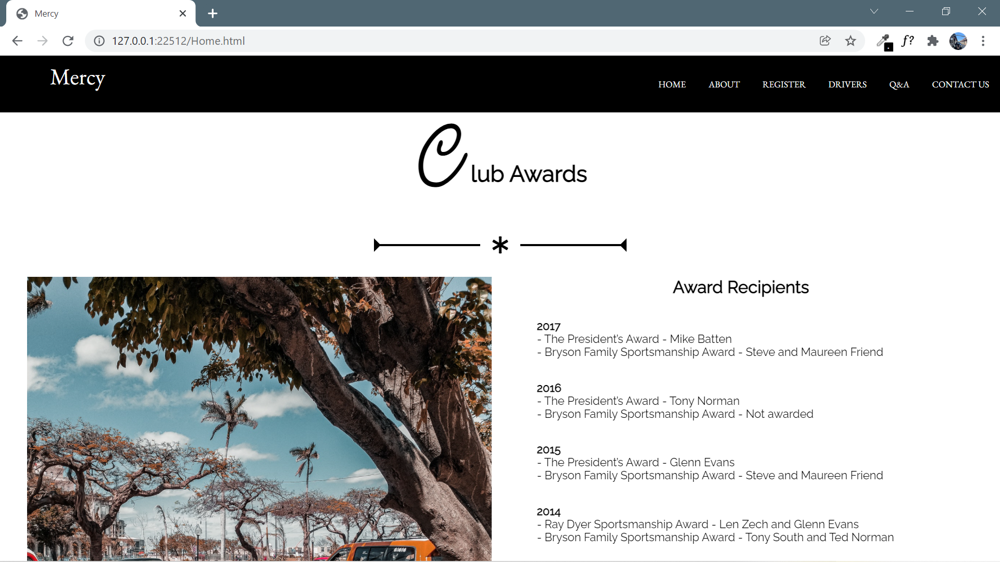 Mercy
127.0.0.1:22512/Home.html
f?
Mercy
HOME ABOUT REGISTER DRIVERS Q&A CONTACT US
Club Awards
Award Recipients
2017
- The President’s Award - Mike Batten
- Bryson Family Sportsmanship Award - Steve and Maureen Friend
2016
- The President’s Award - Tony Norman
- Bryson Family Sportsmanship Award - Not awarded
2015
- The President’s Award - Glenn Evans
- Bryson Family Sportsmanship Award - Steve and Maureen Friend
2014
- Ray Dyer Sportsmanship Award - Len Zech and Glenn Evans
- Bryson Family Sportsmanship Award - Tony South and Ted Norman